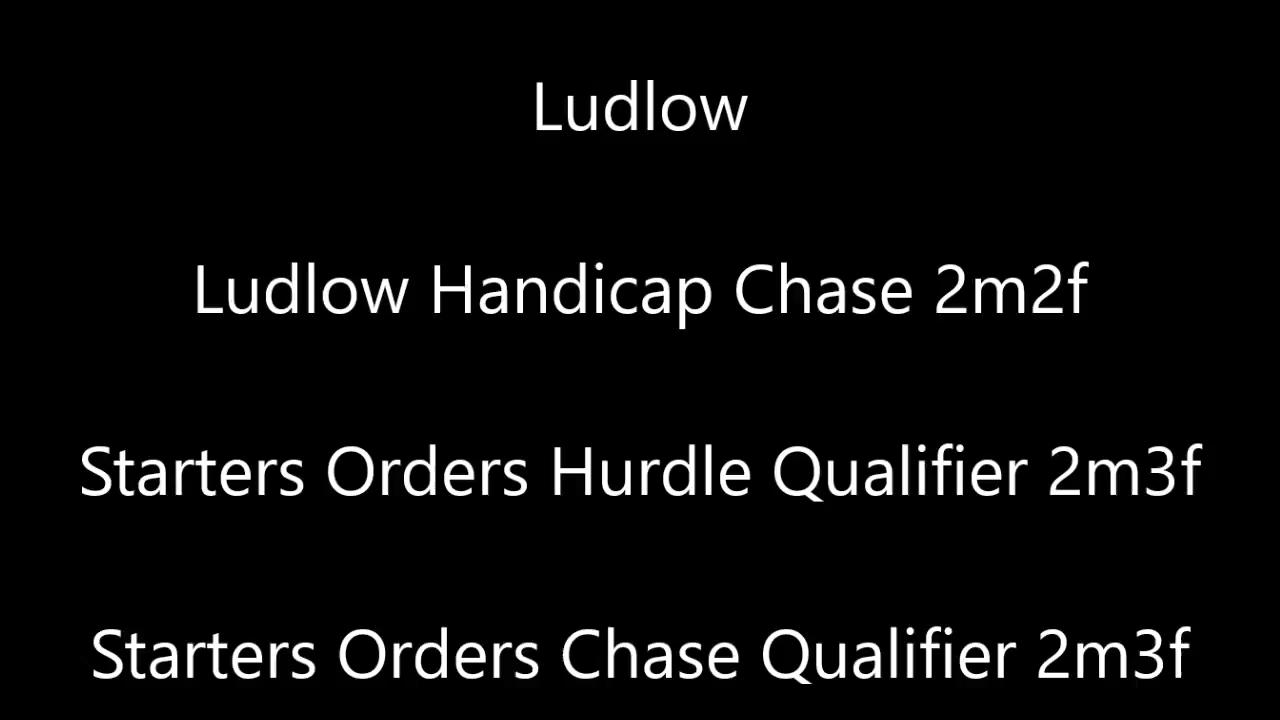 Ludlow
Ludlow Handicap Chase 2m2f
Starters Orders Hurdle Qualifier 2m3f
Starters Orders Chase Qualifier 2m3f